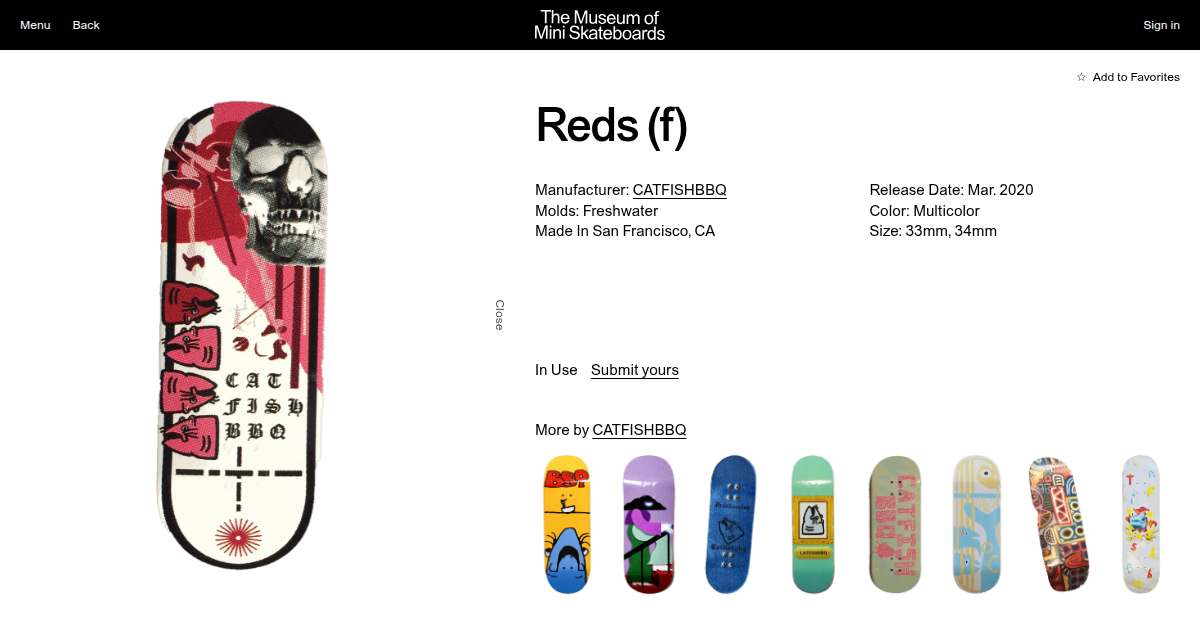 Menu
Back
The Museum of
Mini Skateboards
Sign in
☆ Add to Favorites
Reds (f)
Manufacturer: CATFISHBBQ
Molds: Freshwater
Made In San Francisco, CA
Release Date: Mar. 2020
Color: Multicolor
Size: 33mm, 34mm
Close
CAT
FISH
BBQ
In Use Submit yours
More by CATFISHBBQ
CATFISHBBQ